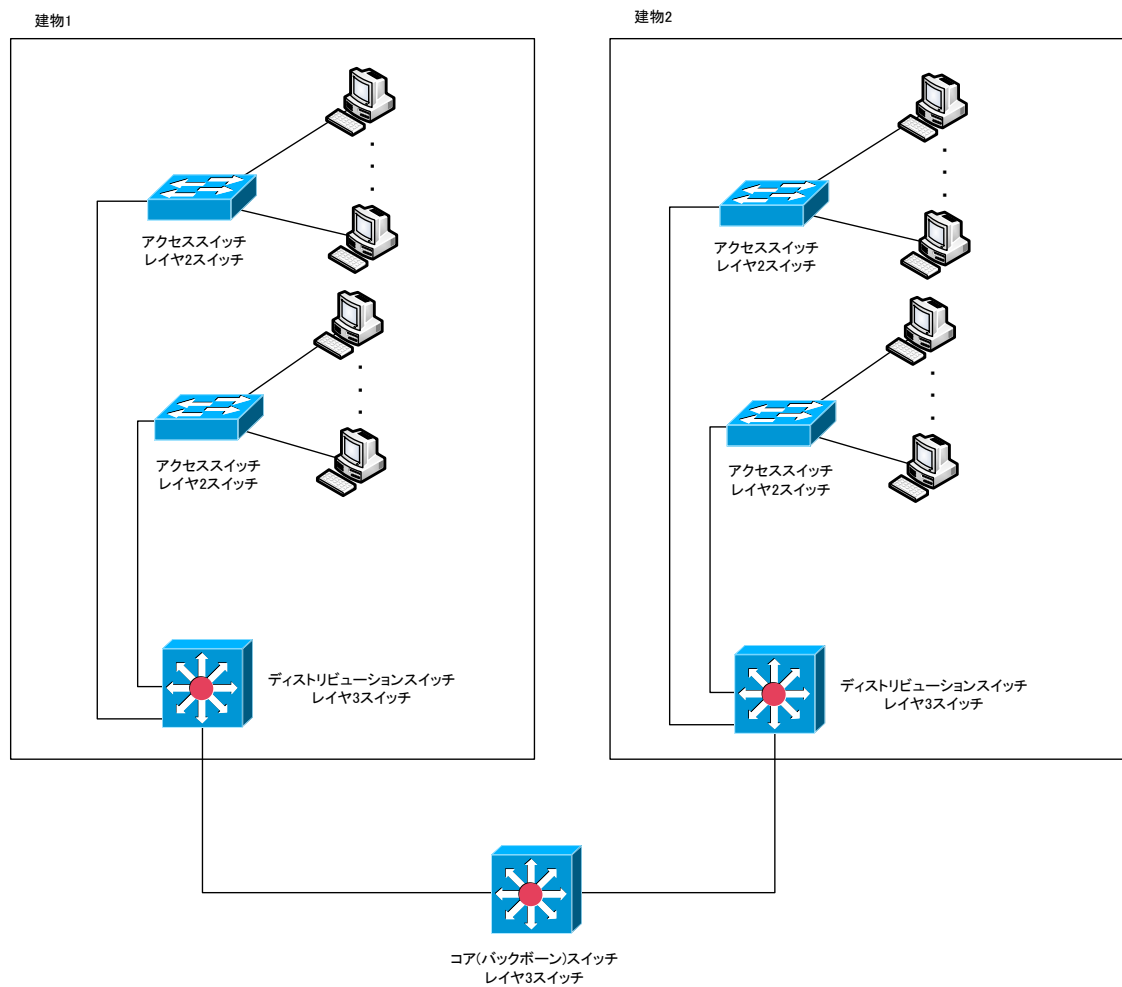 建物1
建物2
アクセススイッチ
レイヤ2スイッチ
アクセススイッチ
レイヤ2スイッチ
アクセススイッチ
レイヤ2スイッチ
アクセススイッチ
レイヤ2スイッチ
ディストリビューションスイッチ
レイヤ3スイッチ
ディストリビューションスイッチ
レイヤ3スイッチ
コア(バックボーン)スイッチ
レイヤ3スイッチ